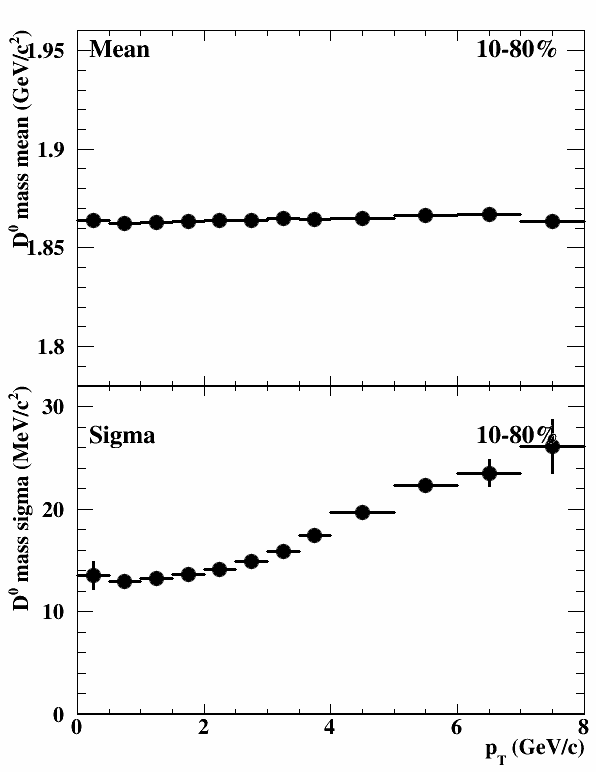 D⁰ mass mean (GeV/c²)
Mean
10-80%
1.95
1.9
1.85
1.8
D⁰ mass sigma (MeV/c²)
Sigma
10-80%
30
20
10
0
0 2 4 6 8
p_T (GeV/c)